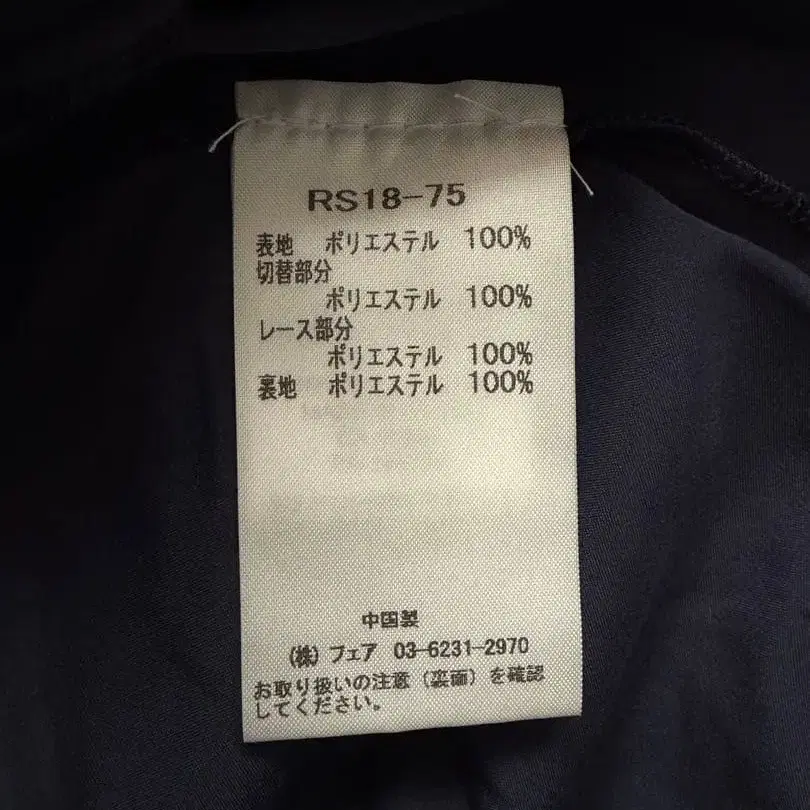 RS18-75
表地 ポリエステル 100%
切替部分
ポリエステル 100%
レース部分
ポリエステル 100%
裏地 ポリエステル 100%
中国製
(株) フェア 03-6231-2970
お取り扱いの注意 (裏面) を確認
してください。